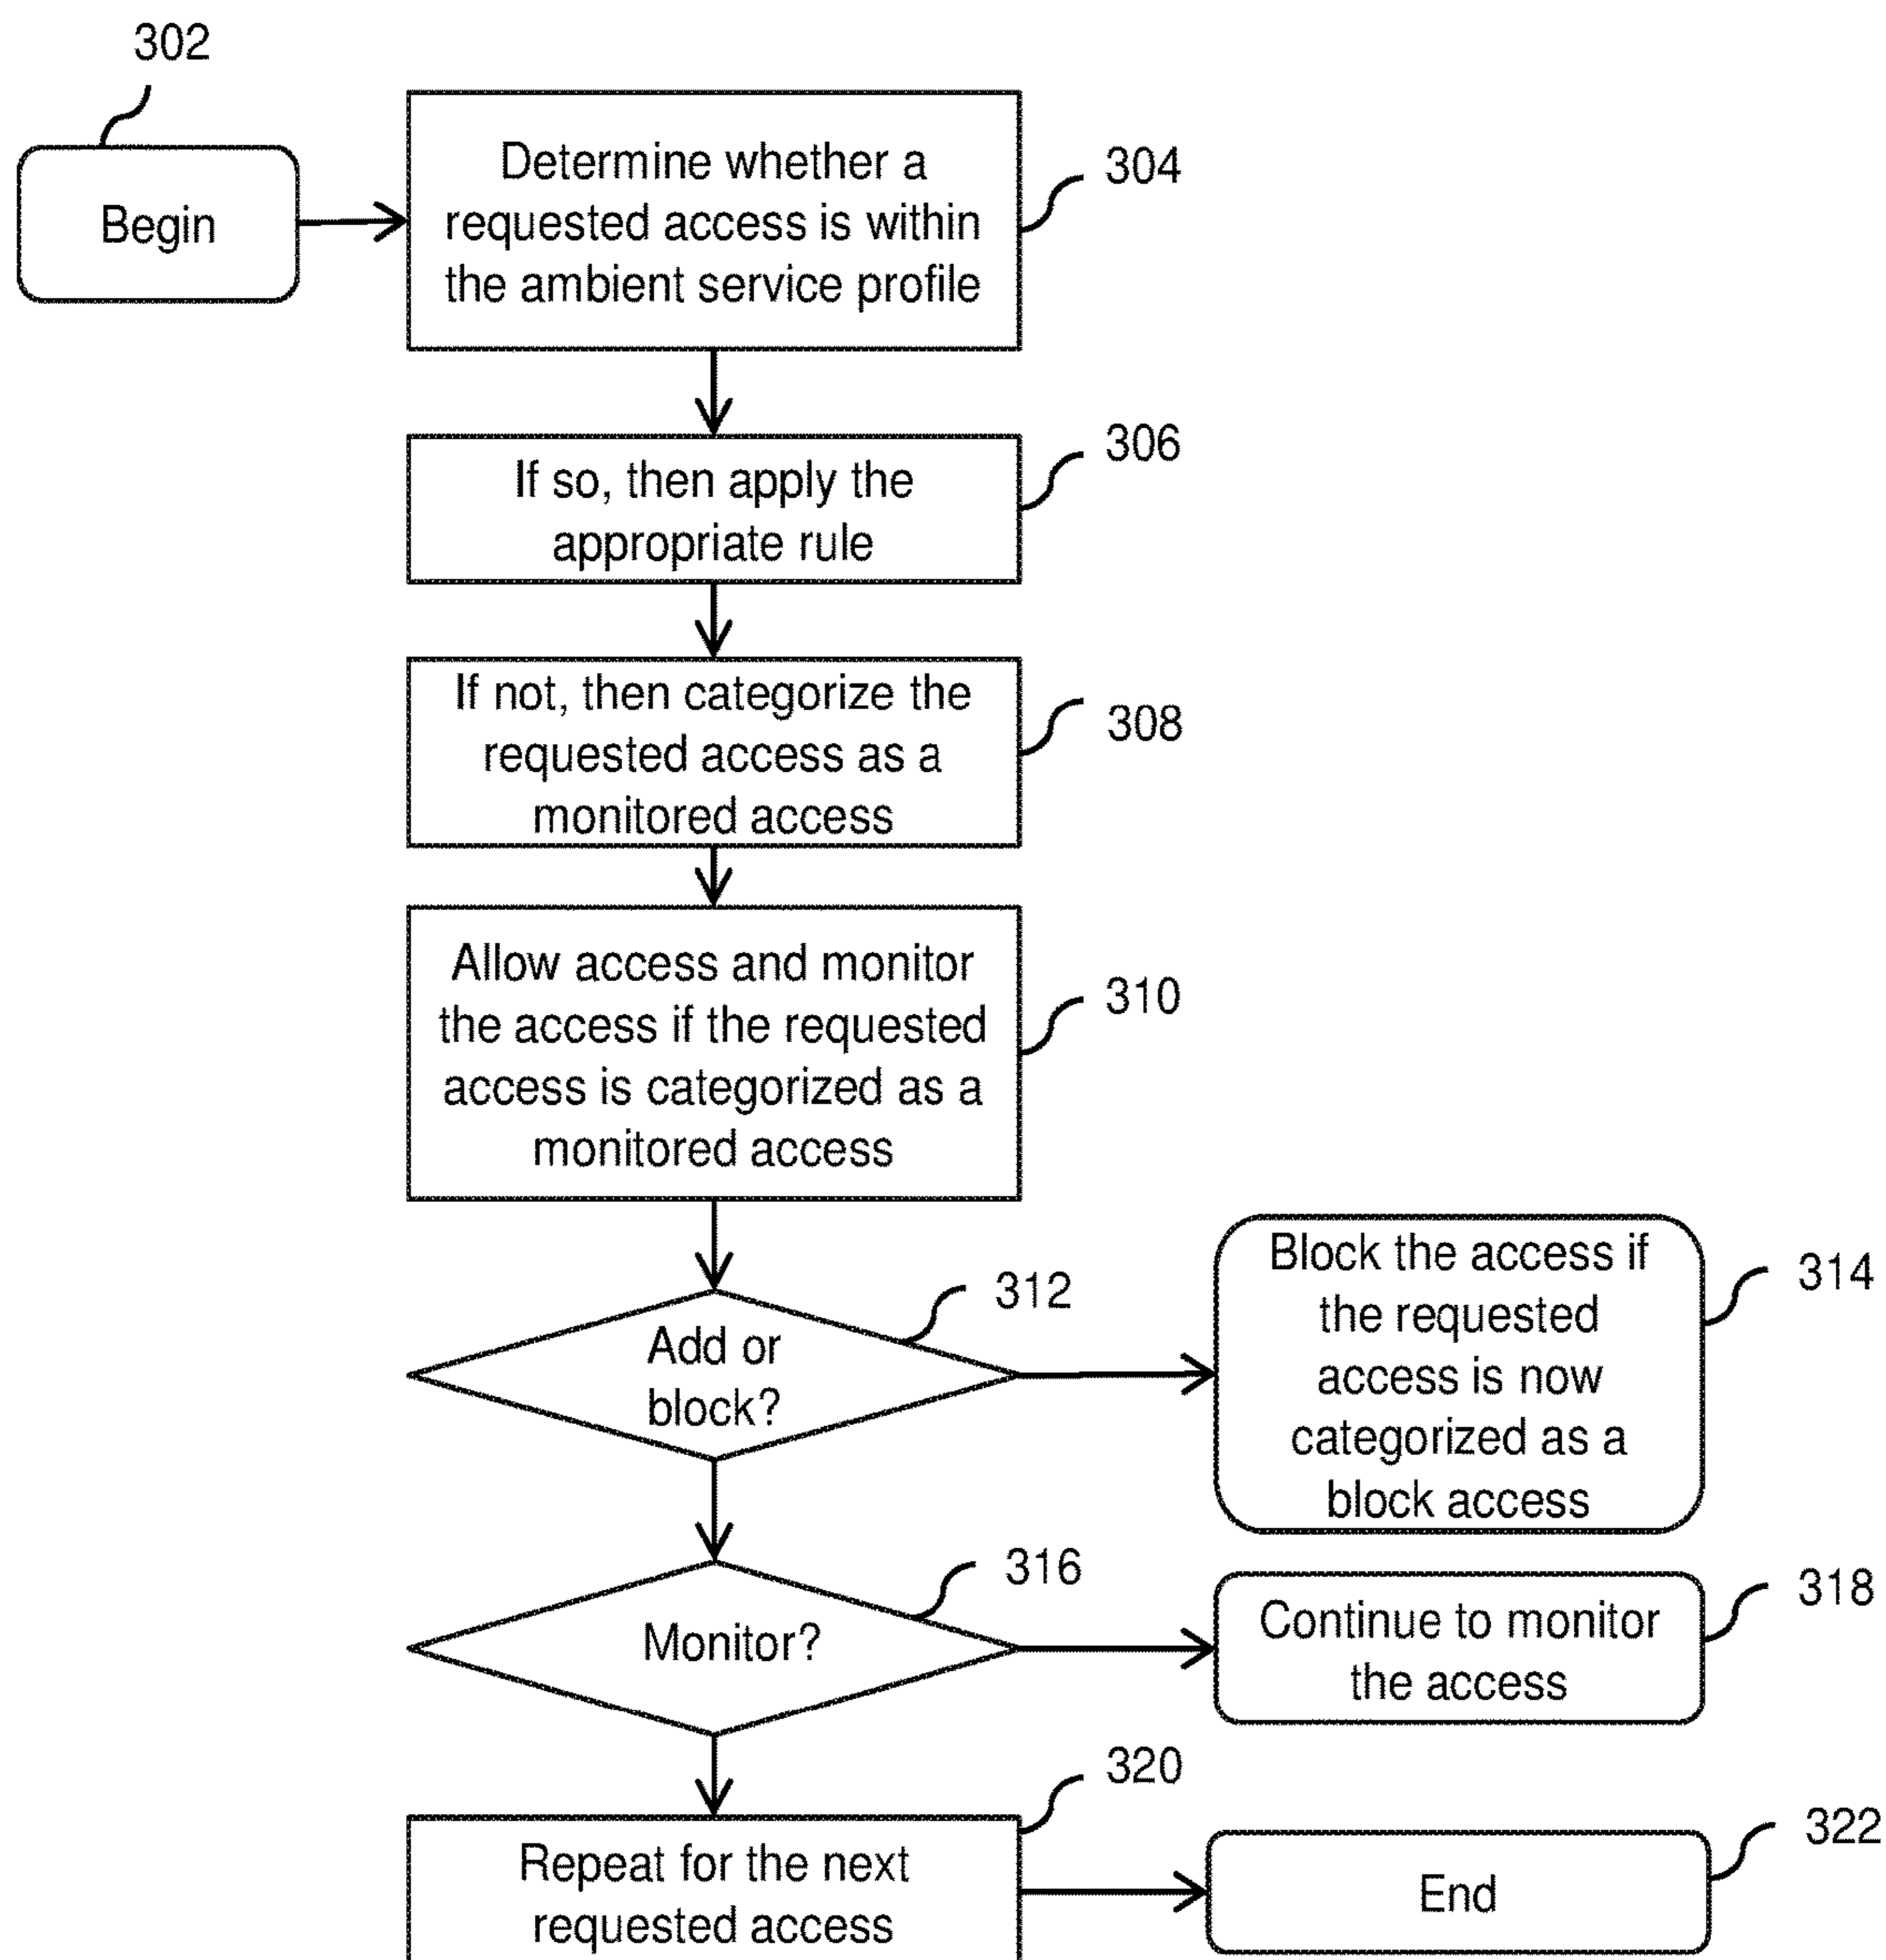 302
Begin
Determine whether a
requested access is within
the ambient service profile
304
If so, then apply the
appropriate rule
306
If not, then categorize the
requested access as a
monitored access
308
Allow access and monitor
the access if the requested
access is categorized as a
monitored access
310
Add or
block?
312
Block the access if
the requested
access is now
categorized as a
block access
314
Monitor?
316
Continue to monitor
the access
318
Repeat for the next
requested access
320
End
322